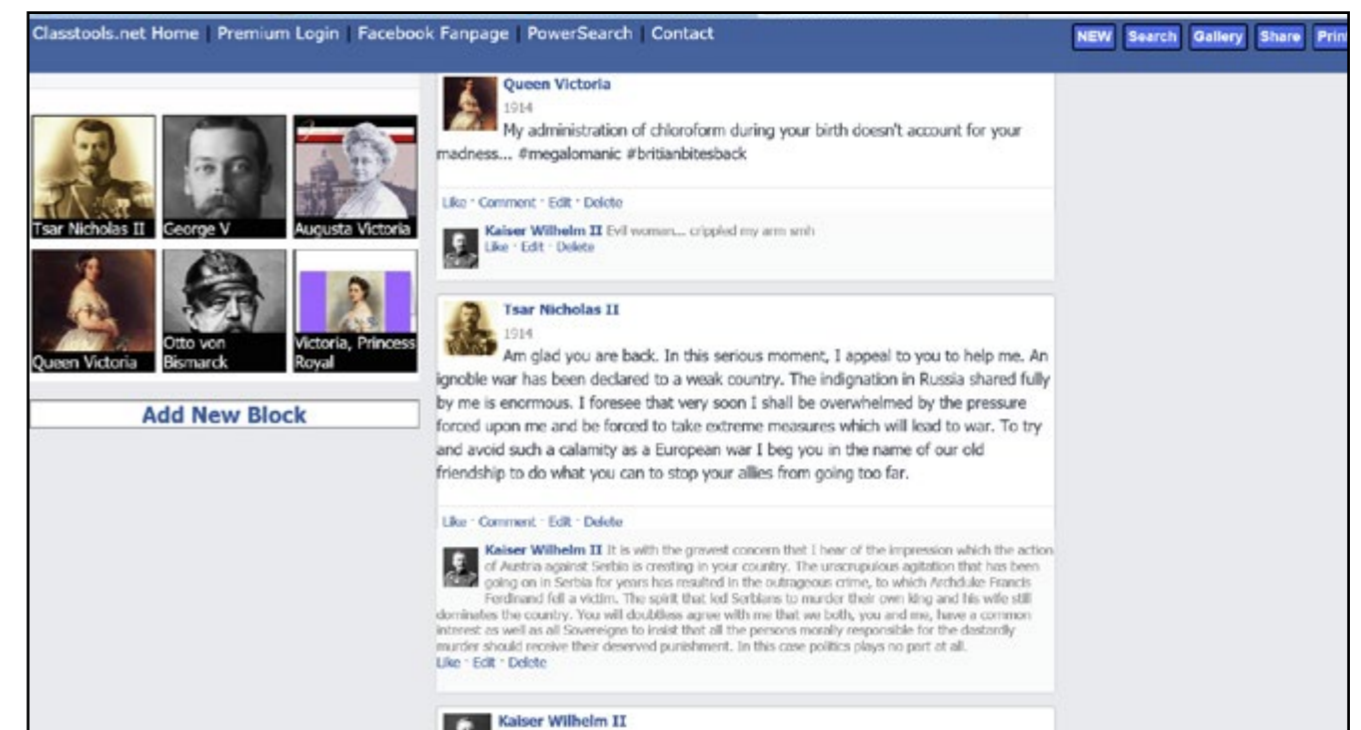 Classtools.net Home | Premium Login | Facebook Fanpage | PowerSearch | Contact
NEW Search Gallery Share Prin
Tsar Nicholas II
George V
Augusta Victoria
Queen Victoria
Otto von
Bismarck
Victoria, Princess
Royal
Add New Block
Queen Victoria
1914
My administration of chloroform during your birth doesn't account for your
madness... #megalomanic #britianbitesback
Like · Comment · Edit · Delete
Kaiser Wilhelm II Evil woman... crippled my arm smh
Like · Edit · Delete
Tsar Nicholas II
1914
Am glad you are back. In this serious moment, I appeal to you to help me. An
ignoble war has been declared to a weak country. The indignation in Russia shared fully
by me is enormous. I foresee that very soon I shall be overwhelmed by the pressure
forced upon me and be forced to take extreme measures which will lead to war. To try
and avoid such a calamity as a European war I beg you in the name of our old
friendship to do what you can to stop your allies from going too far.
Like · Comment · Edit · Delete
Kaiser Wilhelm II It is with the gravest concern that I hear of the impression which the action
of Austria against Serbia is creating in your country. The unscrupulous agitation that has been
going on in Serbia for years has resulted in the outrageous crime, to which Archduke Francis
Ferdinand fell a victim. The spirit that led Serbians to murder their own king and his wife still
dominates the country. You will doubtless agree with me that we both, you and me, have a common
interest as well as all Sovereigns to insist that all the persons morally responsible for the dastardly
murder should receive their deserved punishment. In this case politics plays no part at all.
Like · Edit · Delete
Kaiser Wilhelm II